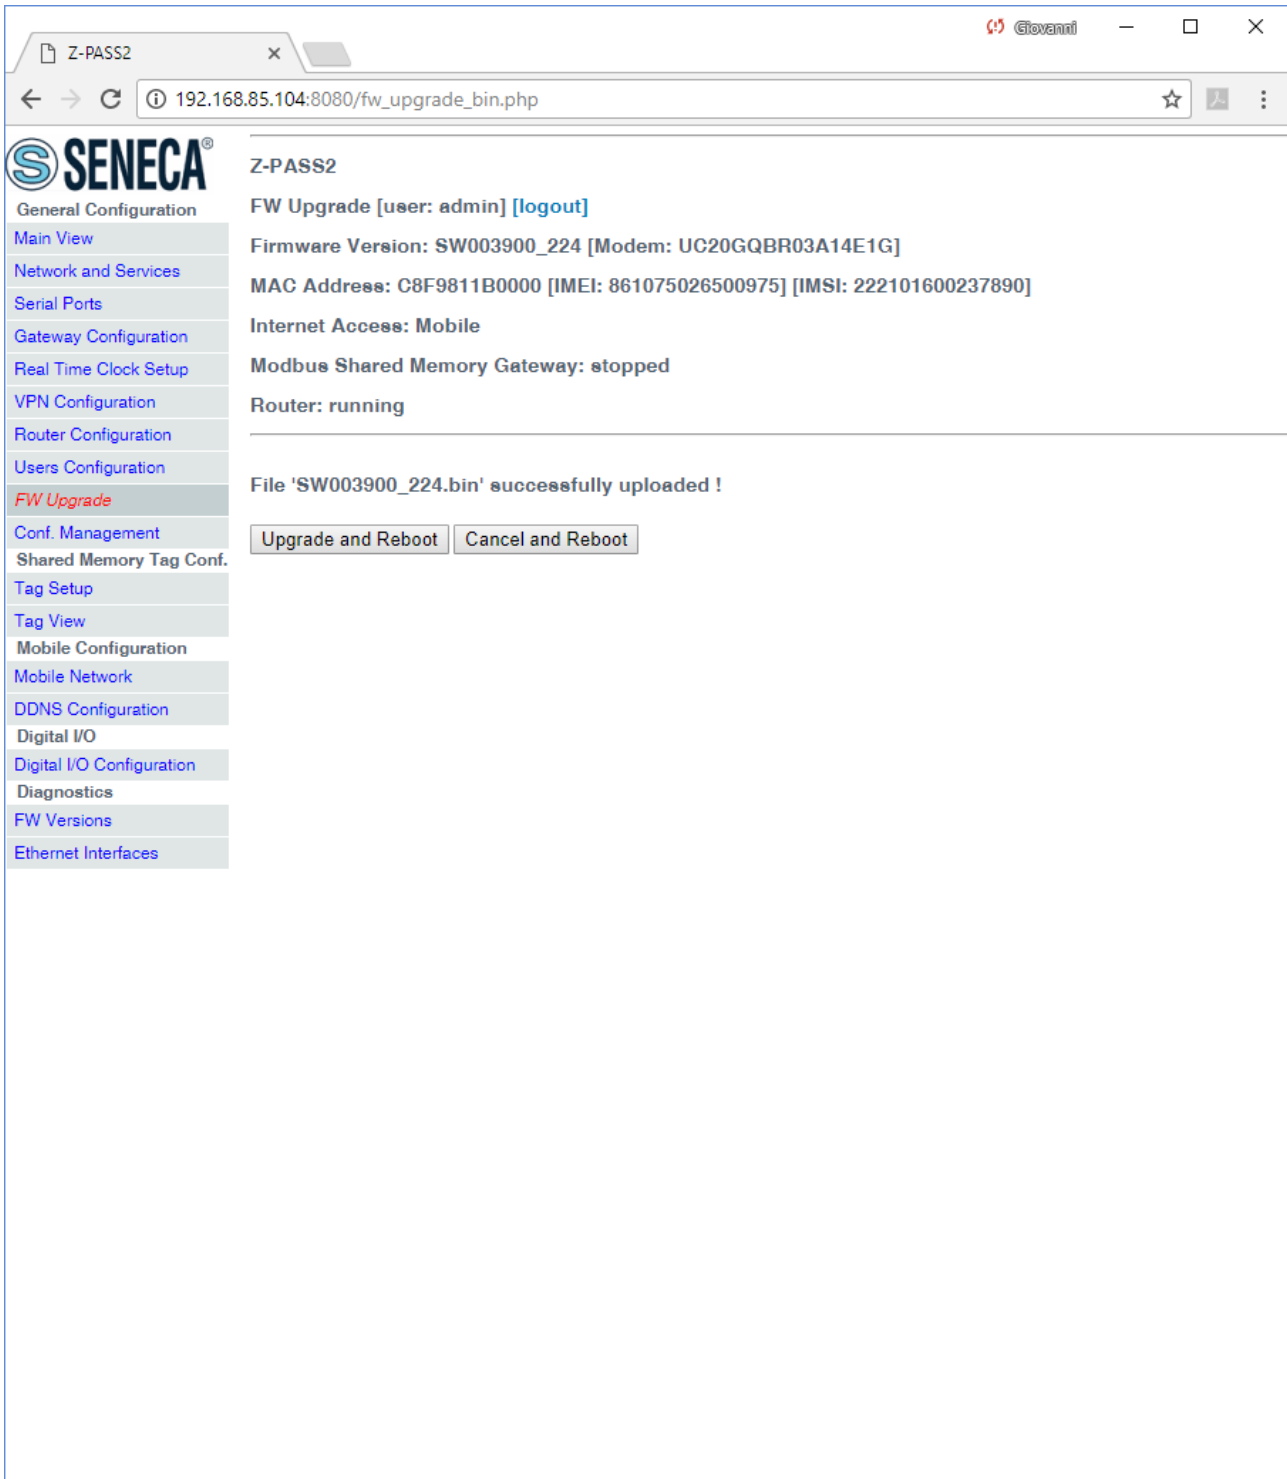 Giovanni
Z-PASS2
192.168.85.104:8080/fw_upgrade_bin.php
SENECA®
General Configuration
Main View
Network and Services
Serial Ports
Gateway Configuration
Real Time Clock Setup
VPN Configuration
Router Configuration
Users Configuration
FW Upgrade
Conf. Management
Shared Memory Tag Conf.
Tag Setup
Tag View
Mobile Configuration
Mobile Network
DDNS Configuration
Digital I/O
Digital I/O Configuration
Diagnostics
FW Versions
Ethernet Interfaces
Z-PASS2
FW Upgrade [user: admin] [logout]
Firmware Version: SW003900_224 [Modem: UC20GQBR03A14E1G]
MAC Address: C8F9811B0000 [IMEI: 861075026500975] [IMSI: 222101600237890]
Internet Access: Mobile
Modbus Shared Memory Gateway: stopped
Router: running
File 'SW003900_224.bin' successfully uploaded !
Upgrade and Reboot Cancel and Reboot